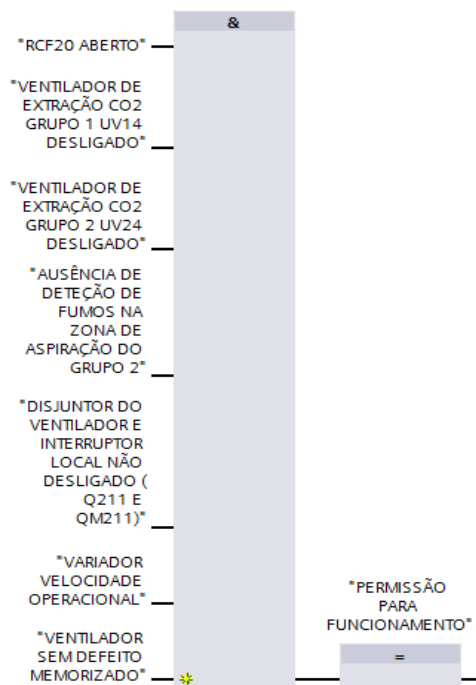 &
"RCF20 ABERTO"
"VENTILADOR DE
EXTRAÇÃO CO2
GRUPO 1 UV14
DESLIGADO"
"VENTILADOR DE
EXTRAÇÃO CO2
GRUPO 2 UV24
DESLIGADO"
"AUSÊNCIA DE
DETEÇÃO DE
FUMOS NA
ZONA DE
ASPIRAÇÃO DO
GRUPO 2"
"DISJUNTOR DO
VENTILADOR E
INTERRUPTOR
LOCAL NÃO
DESLIGADO (
Q211 E
QM211)"
"VARIADOR
VELOCIDADE
OPERACIONAL"
"VENTILADOR
SEM DEFEITO
MEMORIZADO"
"PERMISSÃO
PARA
FUNCIONAMENTO"
=